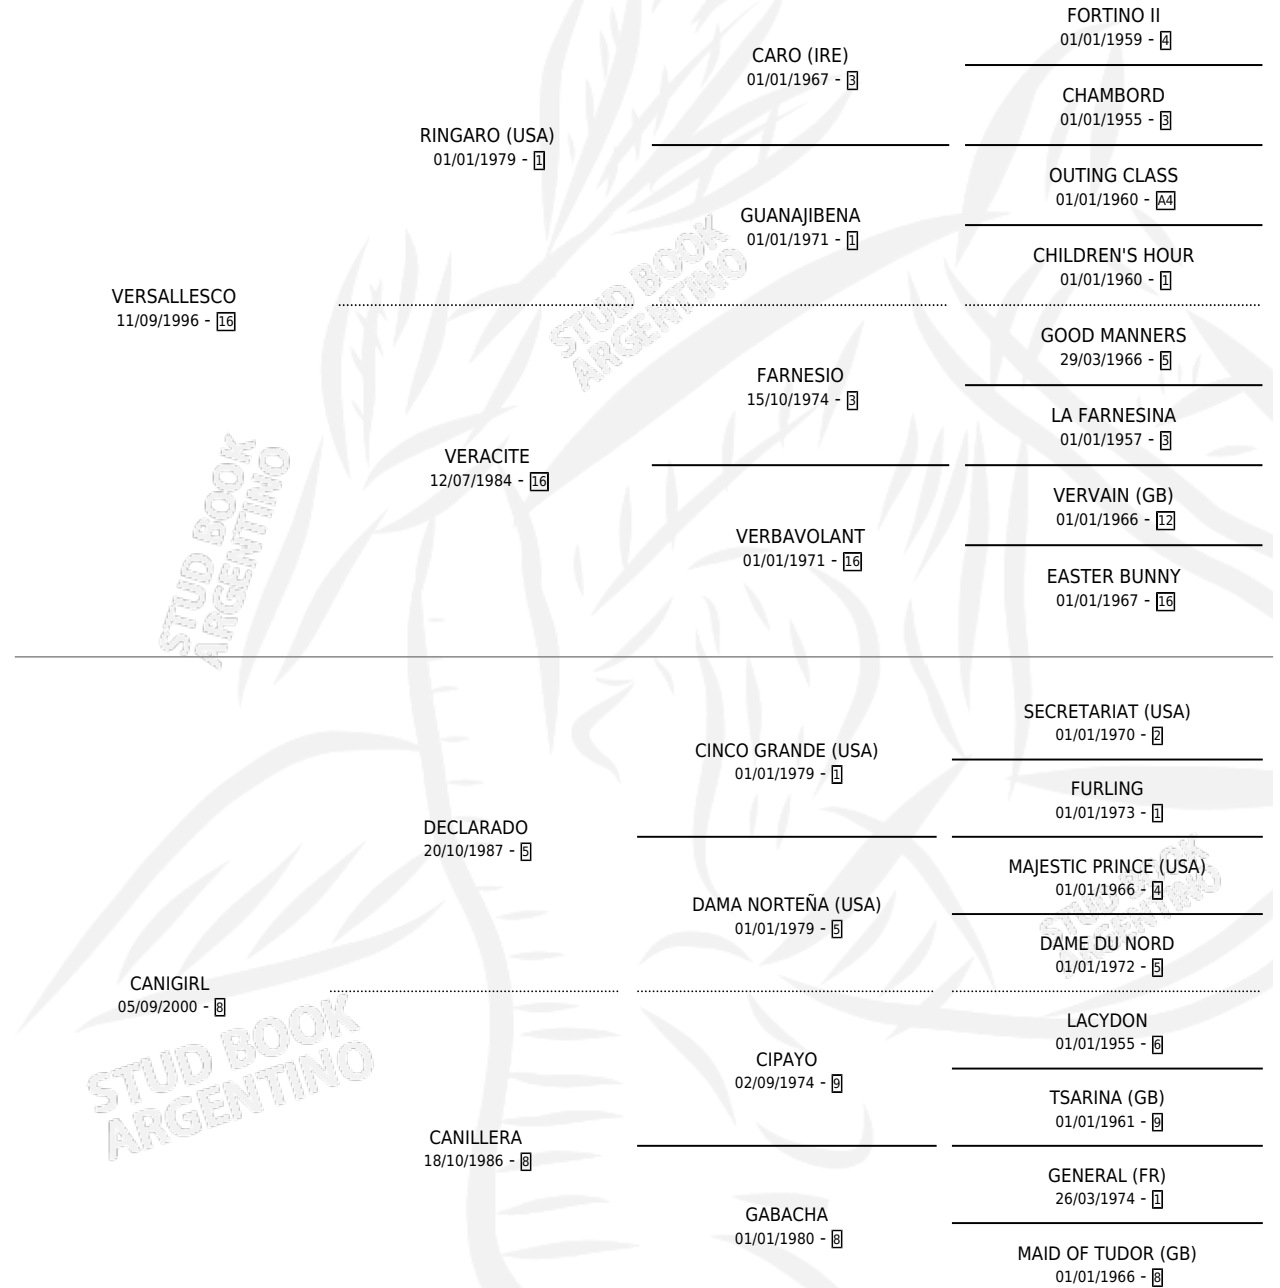 FORTINO II
01/01/1959 - 4
CARO (IRE)
01/01/1967 - 3
CHAMBORD
01/01/1955 - 3
RINGARO (USA)
01/01/1979 - 1
OUTING CLASS
01/01/1960 - A4
GUANAJIBENA
01/01/1971 - 1
CHILDREN'S HOUR
01/01/1960 - 1
VERSALLESCO
11/09/1996 - 16
STUD BOOK
ARGENTINO
GOOD MANNERS
29/03/1966 - 5
FARNESIO
15/10/1974 - 3
LA FARNESINA
01/01/1957 - 3
VERACITE
12/07/1984 - 16
VERVAIN (GB)
01/01/1966 - 12
VERBAVOLANT
01/01/1971 - 16
EASTER BUNNY
01/01/1967 - 16
STUD BOOK
ARGENTINO
SECRETARIAT (USA)
01/01/1970 - 2
CINCO GRANDE (USA)
01/01/1979 - 1
FURLING
01/01/1973 - 1
DECLARADO
20/10/1987 - 5
MAJESTIC PRINCE (USA)
01/01/1966 - 4
DAMA NORTEÑA (USA)
01/01/1979 - 5
STUD BOOK
ARGENTINO
DAME DU NORD
01/01/1972 - 5
CANIGIRL
05/09/2000 - 8
STUD BOOK
ARGENTINO
LACYDON
01/01/1955 - 6
CIPAYO
02/09/1974 - 9
TSARINA (GB)
01/01/1961 - 9
CANILLERA
18/10/1986 - 8
GENERAL (FR)
26/03/1974 - 1
GABACHA
01/01/1980 - 8
MAID OF TUDOR (GB)
01/01/1966 - 8